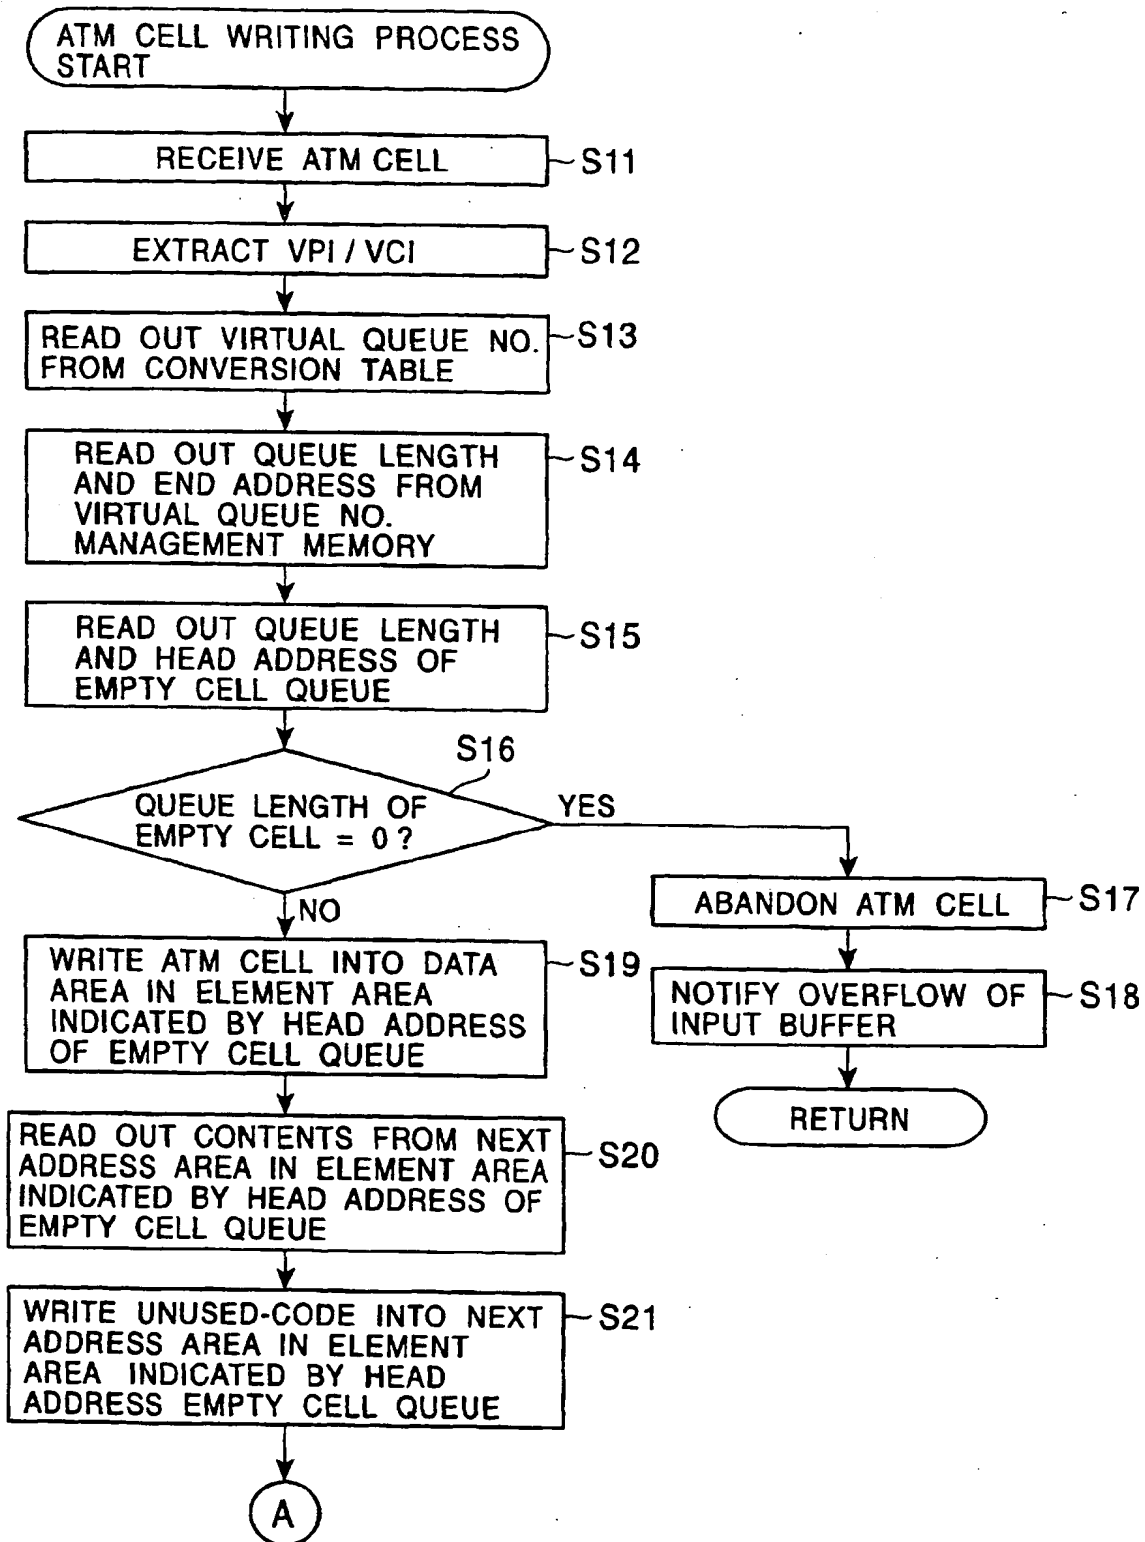 ATM CELL WRITING PROCESS
START
RECEIVE ATM CELL
S11
EXTRACT VPI / VCI
S12
READ OUT VIRTUAL QUEUE NO.
FROM CONVERSION TABLE
S13
READ OUT QUEUE LENGTH
AND END ADDRESS FROM
VIRTUAL QUEUE NO.
MANAGEMENT MEMORY
S14
READ OUT QUEUE LENGTH
AND HEAD ADDRESS OF
EMPTY CELL QUEUE
S15
S16
QUEUE LENGTH OF
EMPTY CELL = 0 ?
YES
NO
ABANDON ATM CELL
S17
NOTIFY OVERFLOW OF
INPUT BUFFER
S18
RETURN
WRITE ATM CELL INTO DATA
AREA IN ELEMENT AREA
INDICATED BY HEAD ADDRESS
OF EMPTY CELL QUEUE
S19
READ OUT CONTENTS FROM NEXT
ADDRESS AREA IN ELEMENT AREA
INDICATED BY HEAD ADDRESS OF
EMPTY CELL QUEUE
S20
WRITE UNUSED-CODE INTO NEXT
ADDRESS AREA IN ELEMENT
AREA INDICATED BY HEAD
ADDRESS EMPTY CELL QUEUE
S21
A